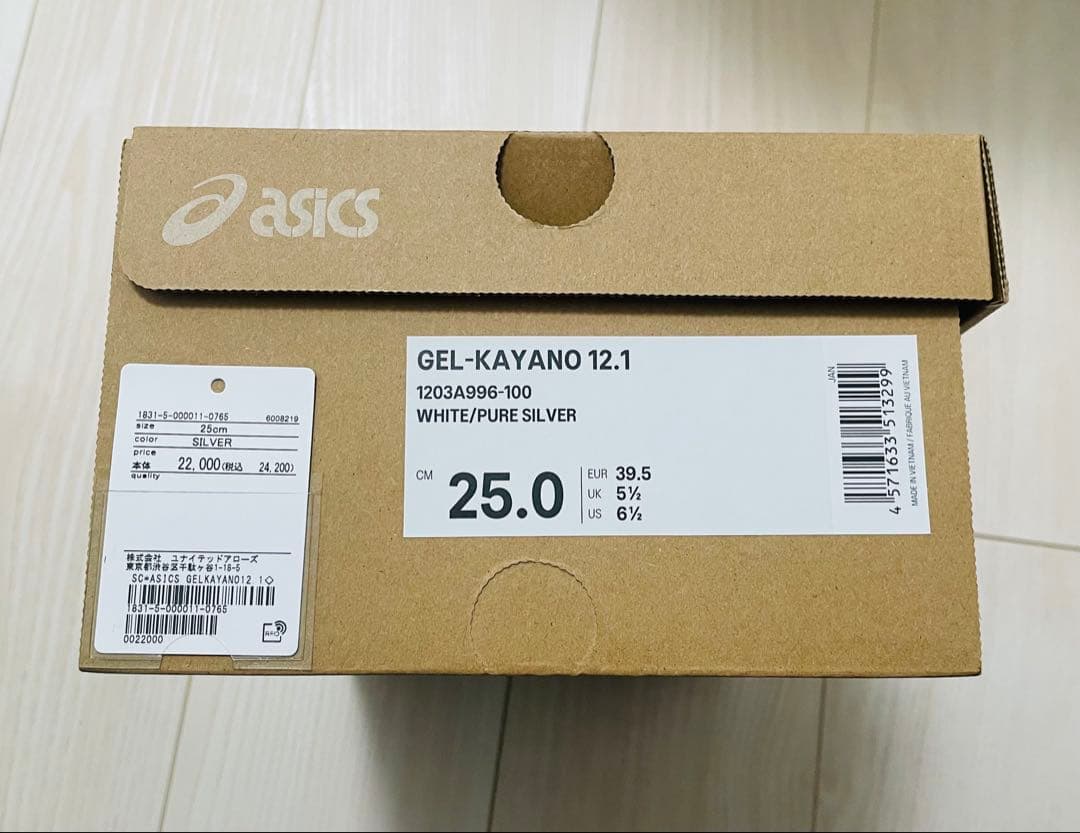 asics
GEL-KAYANO 12.1
1203A996-100
WHITE/PURE SILVER
CM 25.0
EUR 39.5
UK 5½
US 6½
JAN
4 571633 513299
MADE IN VIETNAM / FABRIQUE AU VIETNAM
1831-5-000011-0765 6008219
size 25cm
color SILVER
price
本体 22,000(税込 24,200)
quality
株式会社 ユナイテッドアローズ
東京都渋谷区千駄ヶ谷1-18-5
SC*ASICS GELKAYANO12.1◇
1831-5-000011-0765
0022000
RFID